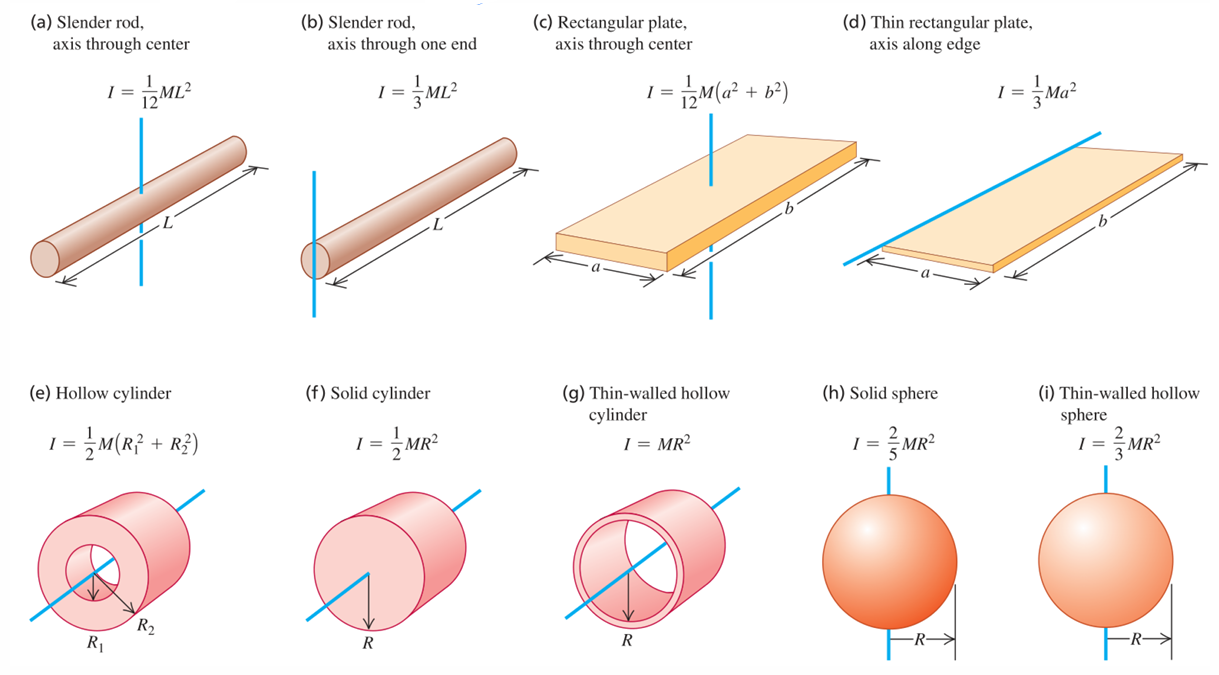 (a) Slender rod,
axis through center
I = 1/12 ML²
L
(b) Slender rod,
axis through one end
I = 1/3 ML²
L
(c) Rectangular plate,
axis through center
I = 1/12 M(a² + b²)
b
a
(d) Thin rectangular plate,
axis along edge
I = 1/3 Ma²
b
a
(e) Hollow cylinder
I = 1/2 M(R₁² + R₂²)
R₂
R₁
(f) Solid cylinder
I = 1/2 MR²
R
(g) Thin-walled hollow
cylinder
I = MR²
R
(h) Solid sphere
I = 2/5 MR²
R
(i) Thin-walled hollow
sphere
I = 2/3 MR²
R